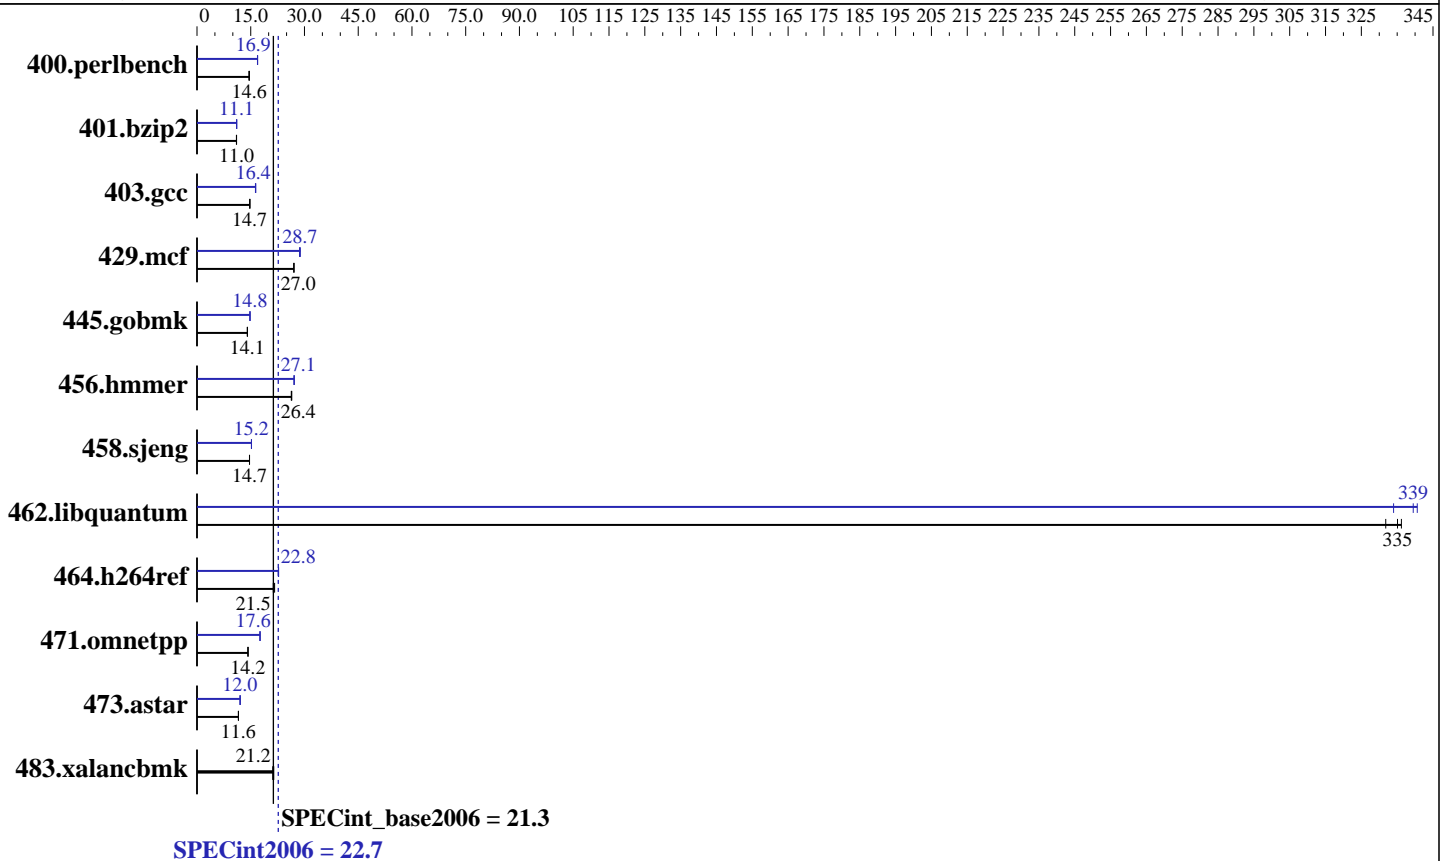 0 15.0 30.0 45.0 60.0 75.0 90.0 105 115 125 135 145 155 165 175 185 195 205 215 225 235 245 255 265 275 285 295 305 315 325 345
16.9
400.perlbench
14.6
11.1
401.bzip2
11.0
16.4
403.gcc
14.7
28.7
429.mcf
27.0
14.8
445.gobmk
14.1
27.1
456.hmmer
26.4
15.2
458.sjeng
14.7
339
462.libquantum
335
22.8
464.h264ref
21.5
17.6
471.omnetpp
14.2
12.0
473.astar
11.6
21.2
483.xalancbmk
SPECint_base2006 = 21.3
SPECint2006 = 22.7